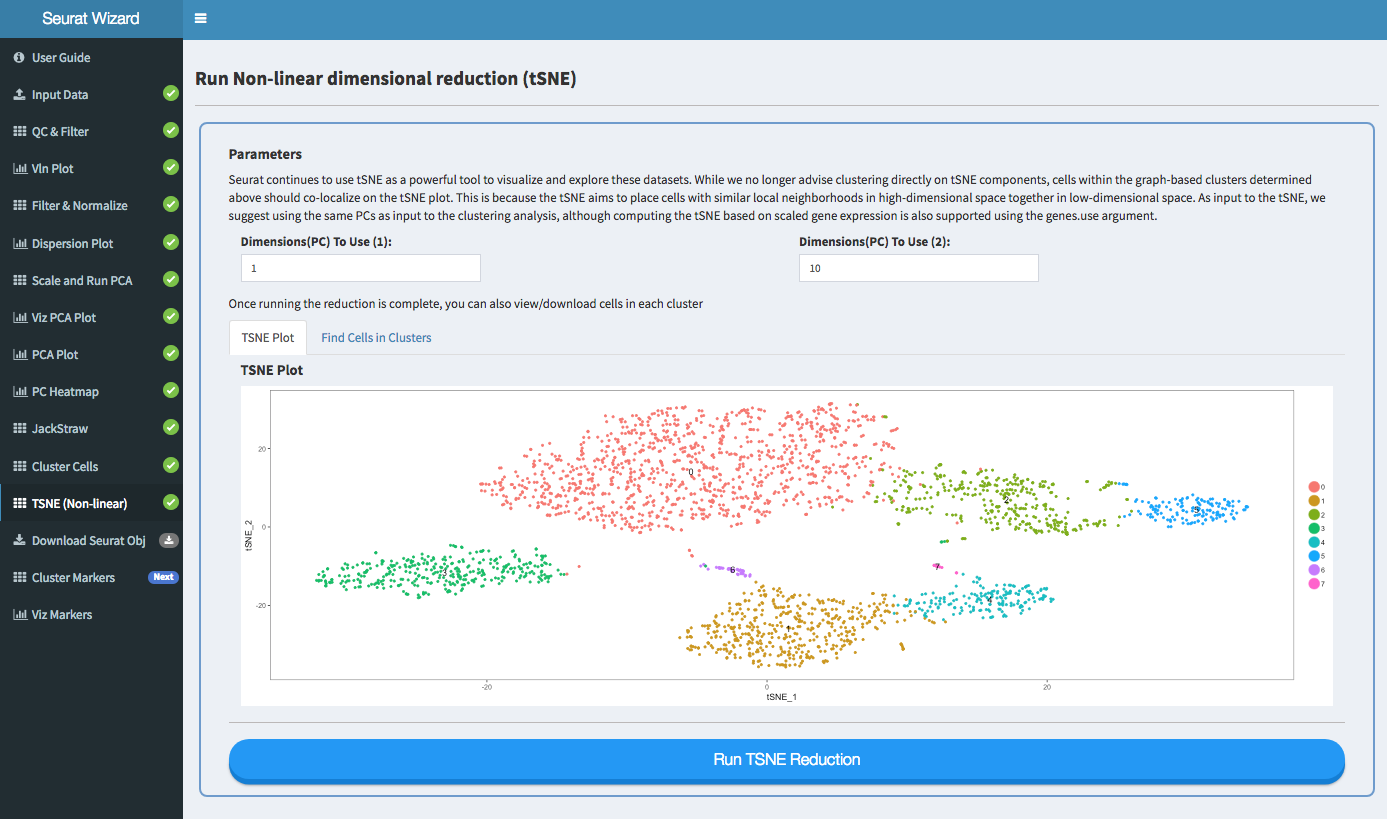 Seurat Wizard
User Guide
Input Data
QC & Filter
Vln Plot
Filter & Normalize
Dispersion Plot
Scale and Run PCA
Viz PCA Plot
PCA Plot
PC Heatmap
JackStraw
Cluster Cells
TSNE (Non-linear)
Download Seurat Obj
Cluster Markers Next
Viz Markers
Run Non-linear dimensional reduction (tSNE)
Parameters
Seurat continues to use tSNE as a powerful tool to visualize and explore these datasets. While we no longer advise clustering directly on tSNE components, cells within the graph-based clusters determined
above should co-localize on the tSNE plot. This is because the tSNE aims to place cells with similar local neighborhoods in high-dimensional space together in low-dimensional space. As input to the tSNE, we
suggest using the same PCs as input to the clustering analysis, although computing the tSNE based on scaled gene expression is also supported using the genes.use argument.
Dimensions(PC) To Use (1): Dimensions(PC) To Use (2):
1 10
Once running the reduction is complete, you can also view/download cells in each cluster
TSNE Plot Find Cells in Clusters
TSNE Plot
20
0
-20
tSNE_2
0
2
5
3
6
7
4
1
-20 0 20
tSNE_1
0
1
2
3
4
5
6
7
Run TSNE Reduction